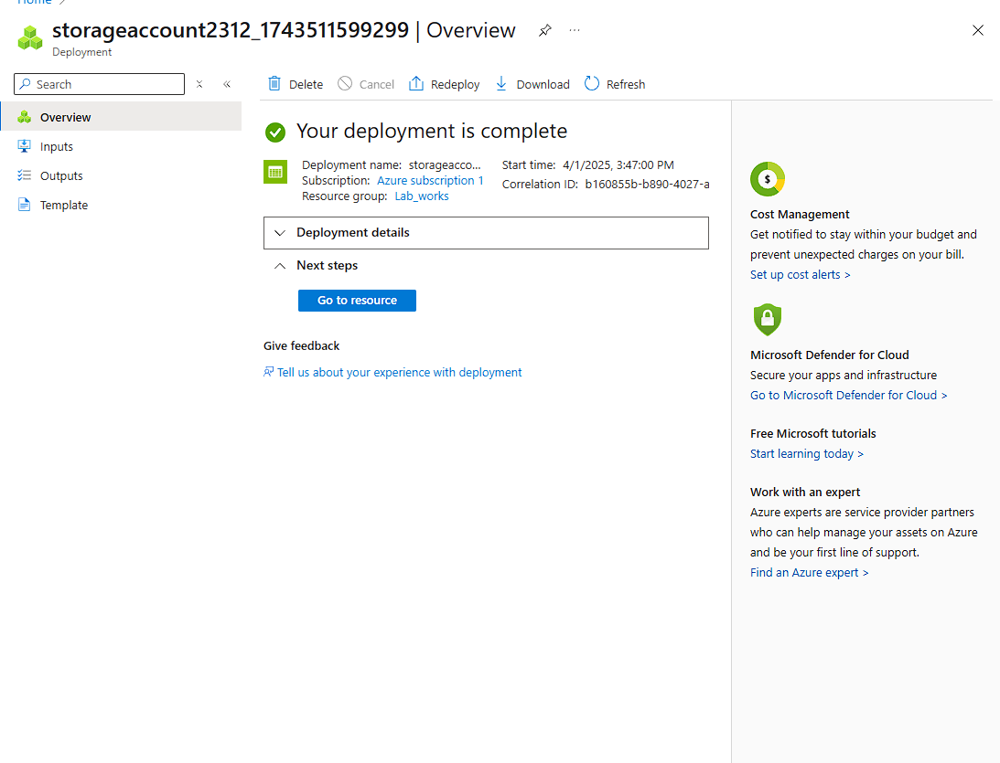 Home
storageaccount2312_1743511599299 | Overview
Deployment
Search
Delete
Cancel
Redeploy
Download
Refresh
Overview
Inputs
Outputs
Template
Your deployment is complete
Deployment name: storageacco...
Subscription: Azure subscription 1
Resource group: Lab_works
Start time: 4/1/2025, 3:47:00 PM
Correlation ID: b160855b-b890-4027-a
Deployment details
Next steps
Go to resource
Give feedback
Tell us about your experience with deployment
$
Cost Management
Get notified to stay within your budget and
prevent unexpected charges on your bill.
Set up cost alerts >
Microsoft Defender for Cloud
Secure your apps and infrastructure
Go to Microsoft Defender for Cloud >
Free Microsoft tutorials
Start learning today >
Work with an expert
Azure experts are service provider partners
who can help manage your assets on Azure
and be your first line of support.
Find an Azure expert >